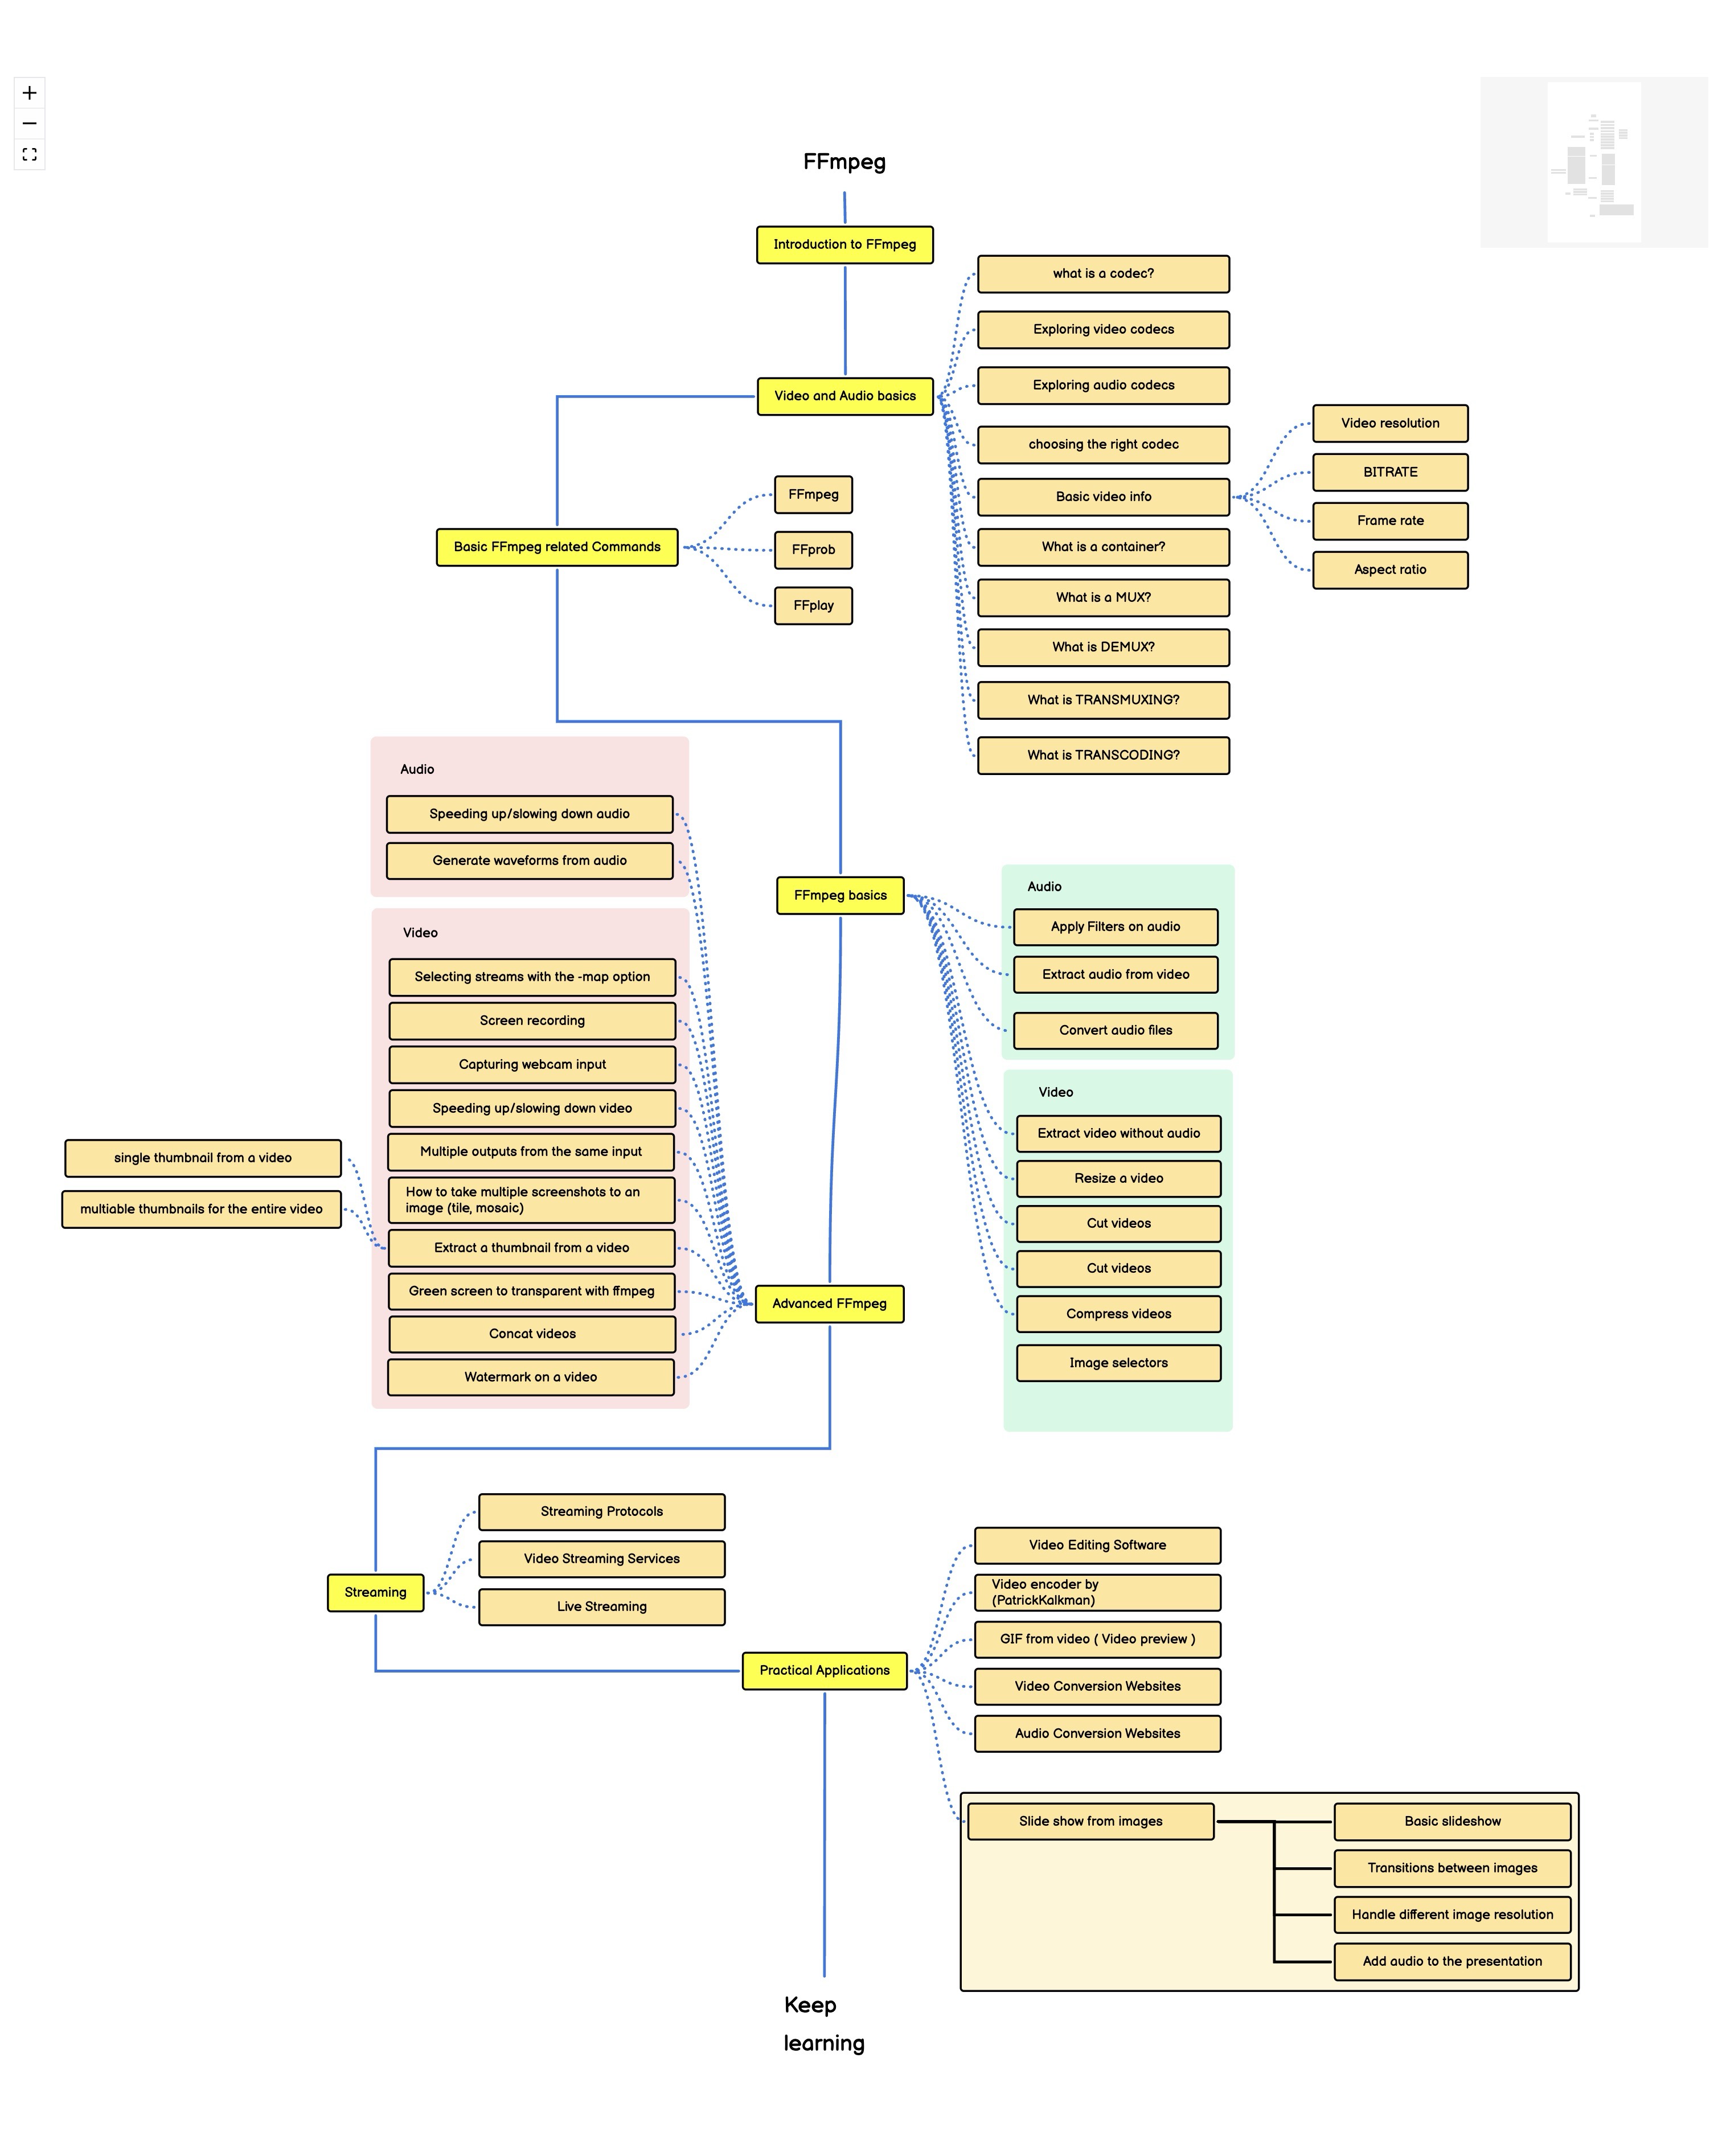 FFmpeg
Introduction to FFmpeg
what is a codec?
Exploring video codecs
Exploring audio codecs
Video and Audio basics
choosing the right codec
Basic video info
What is a container?
What is a MUX?
What is DEMUX?
What is TRANSMUXING?
What is TRANSCODING?
Video resolution
BITRATE
Frame rate
Aspect ratio
Basic FFmpeg related Commands
FFmpeg
FFprob
FFplay
FFmpeg basics
Audio
Apply Filters on audio
Extract audio from video
Convert audio files
Video
Extract video without audio
Resize a video
Cut videos
Cut videos
Compress videos
Image selectors
Audio
Speeding up/slowing down audio
Generate waveforms from audio
Video
Selecting streams with the -map option
Screen recording
Capturing webcam input
Speeding up/slowing down video
Multiple outputs from the same input
How to take multiple screenshots to an
image (tile, mosaic)
Extract a thumbnail from a video
Green screen to transparent with ffmpeg
Concat videos
Watermark on a video
single thumbnail from a video
multiable thumbnails for the entire video
Advanced FFmpeg
Streaming
Streaming Protocols
Video Streaming Services
Live Streaming
Practical Applications
Video Editing Software
Video encoder by
(PatrickKalkman)
GIF from video ( Video preview )
Video Conversion Websites
Audio Conversion Websites
Slide show from images
Basic slideshow
Transitions between images
Handle different image resolution
Add audio to the presentation
Keep
learning